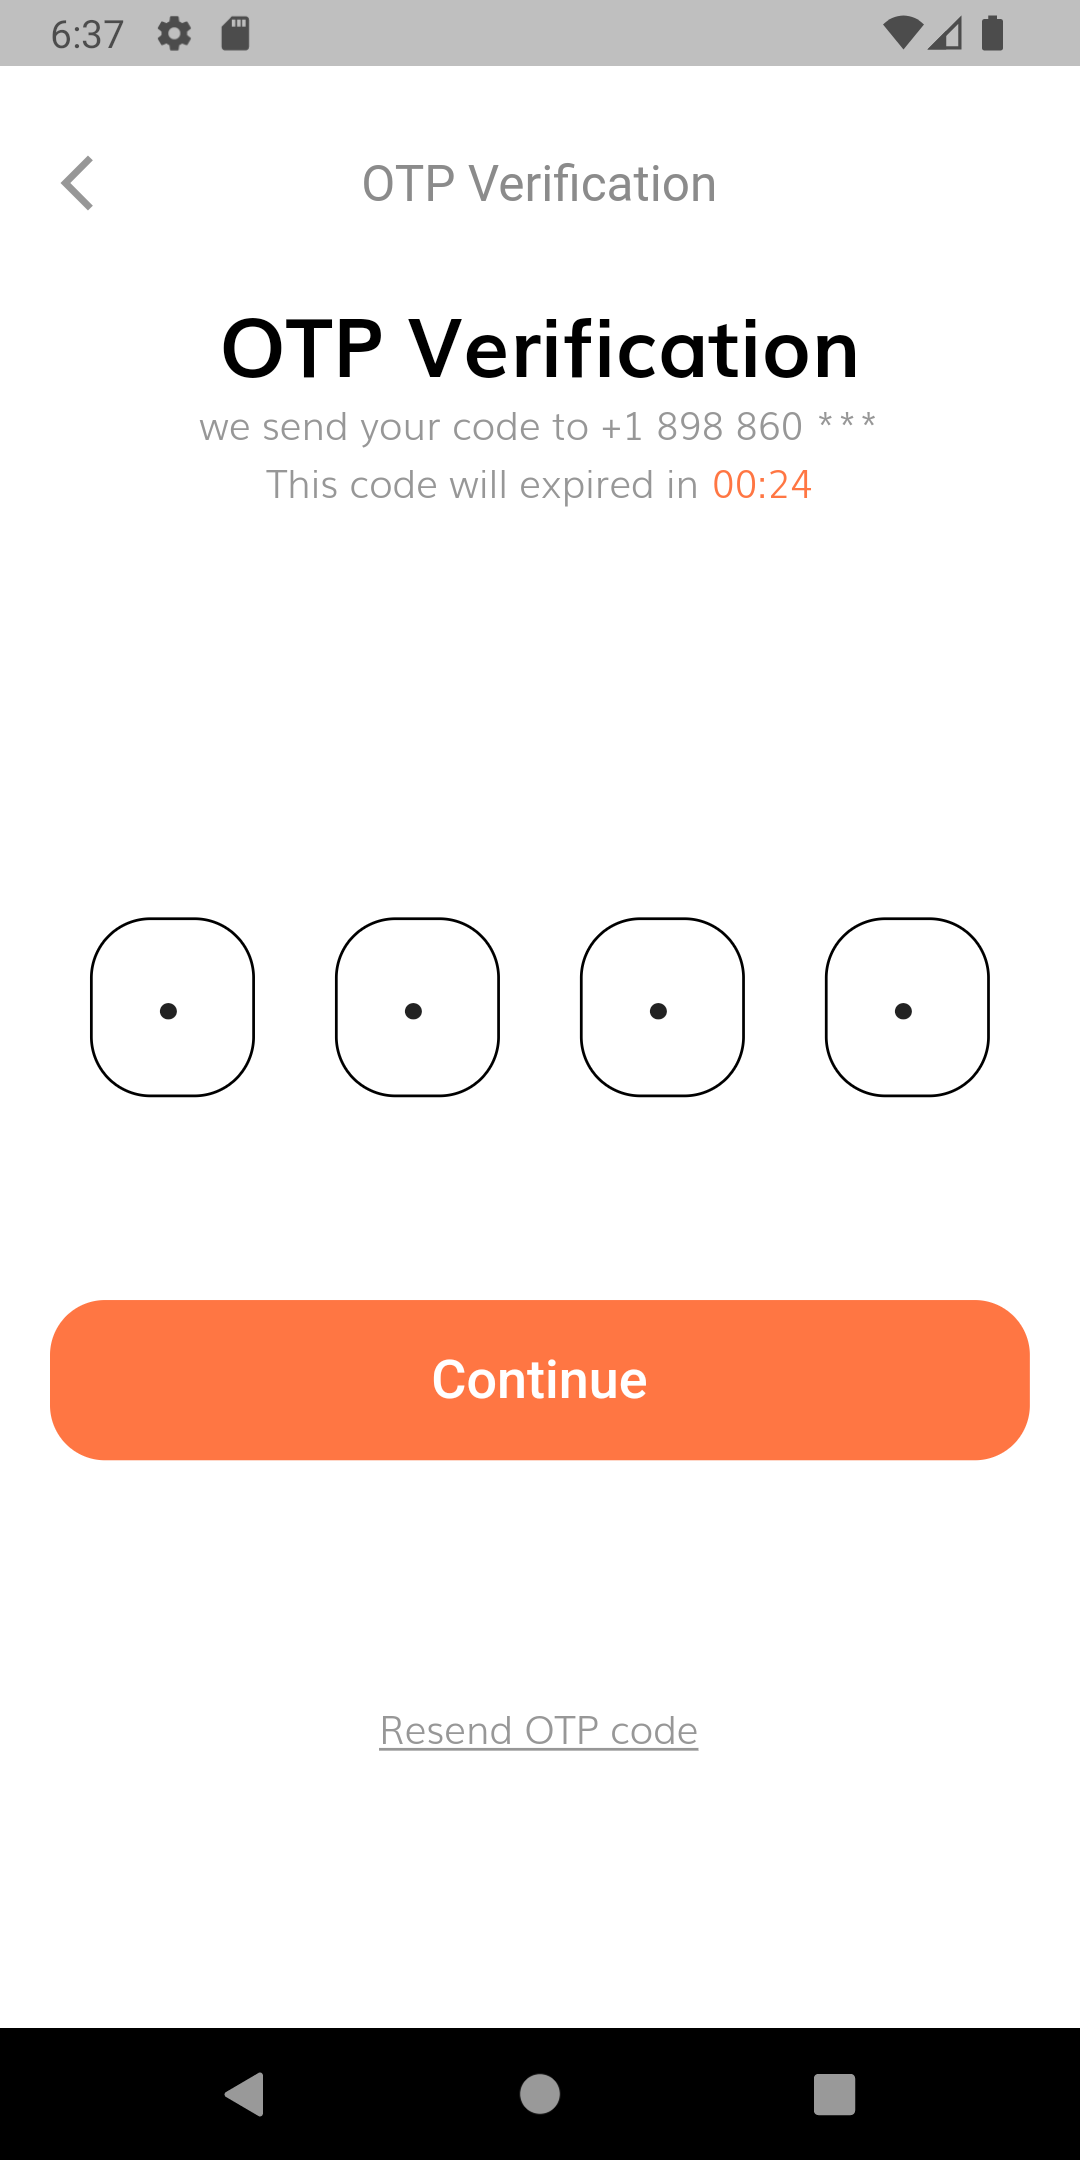 6:37
OTP Verification
OTP Verification
we send your code to +1 898 860 ***
This code will expired in 00:24
Continue
Resend OTP code